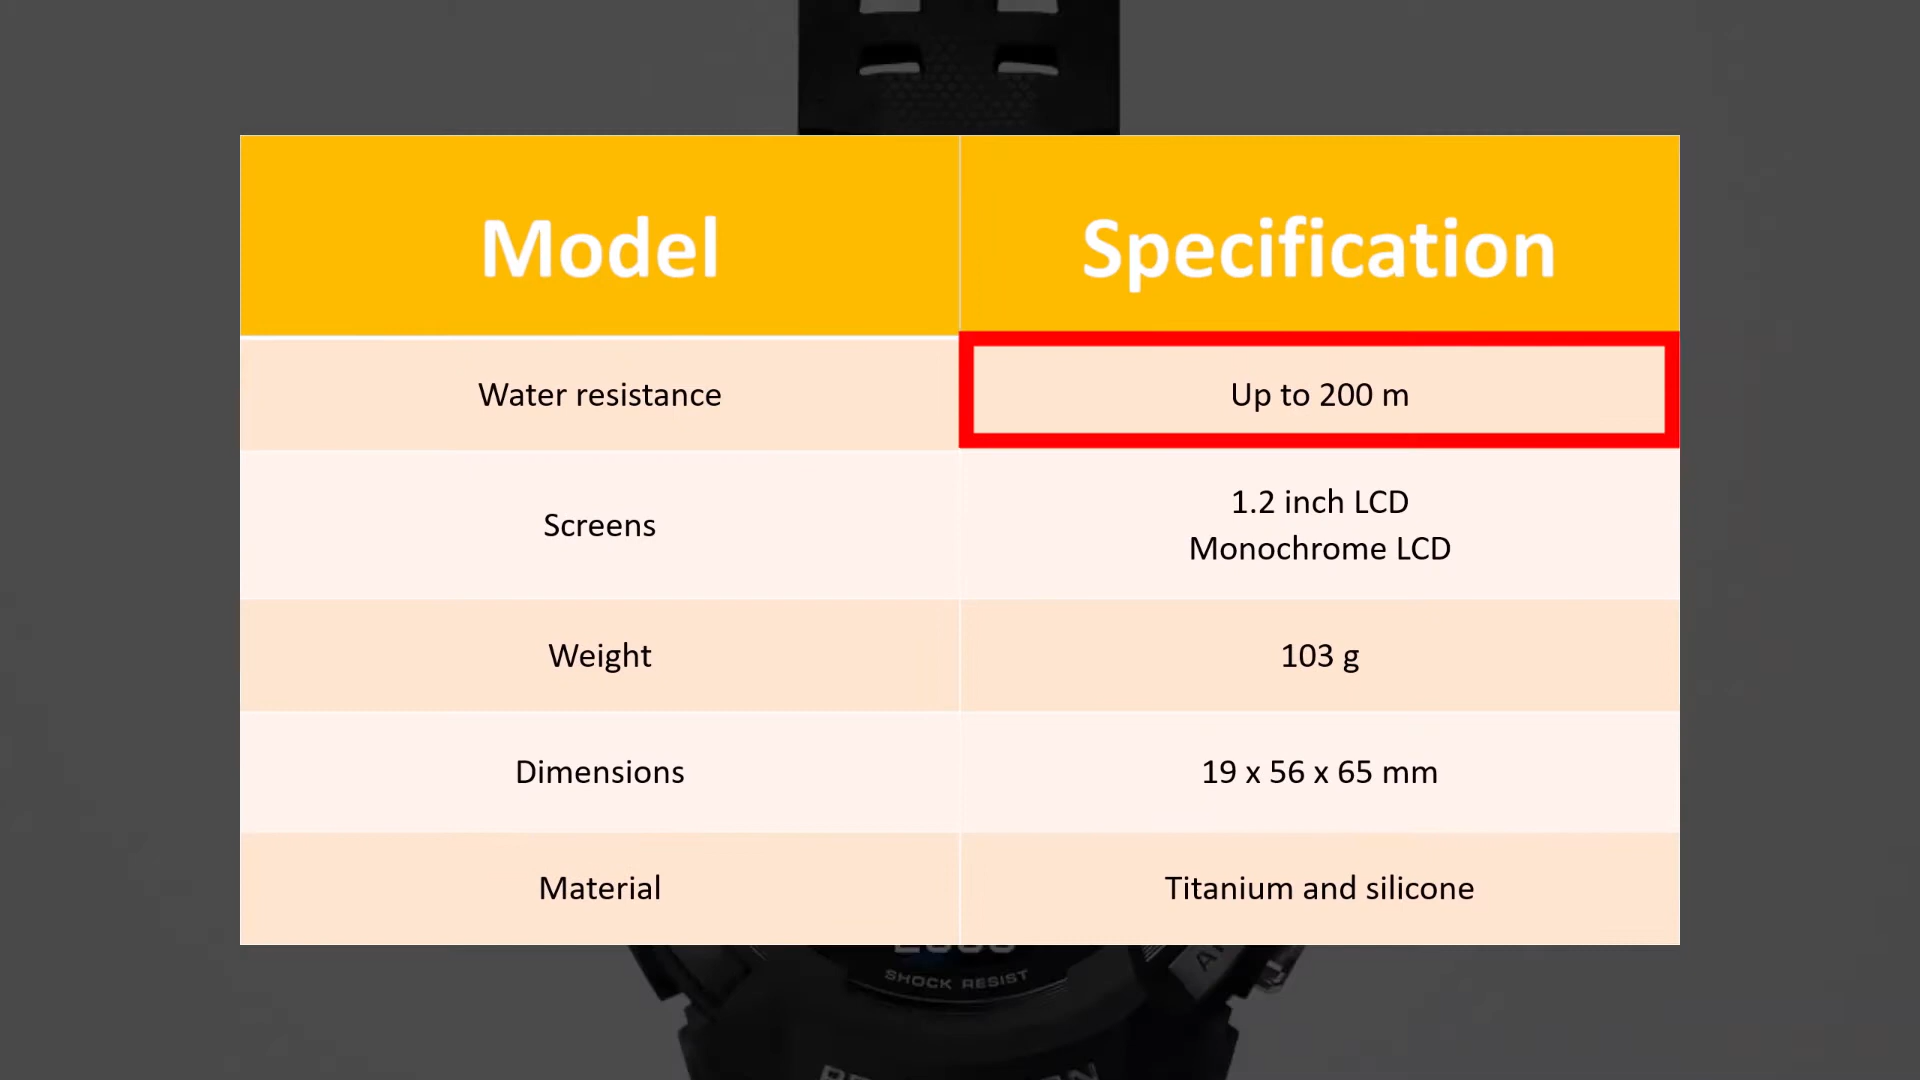 Model
Specification
Water resistance
Up to 200 m
Screens
1.2 inch LCD
Monochrome LCD
Weight
103 g
Dimensions
19 x 56 x 65 mm
Material
Titanium and silicone
SHOCK RESIST